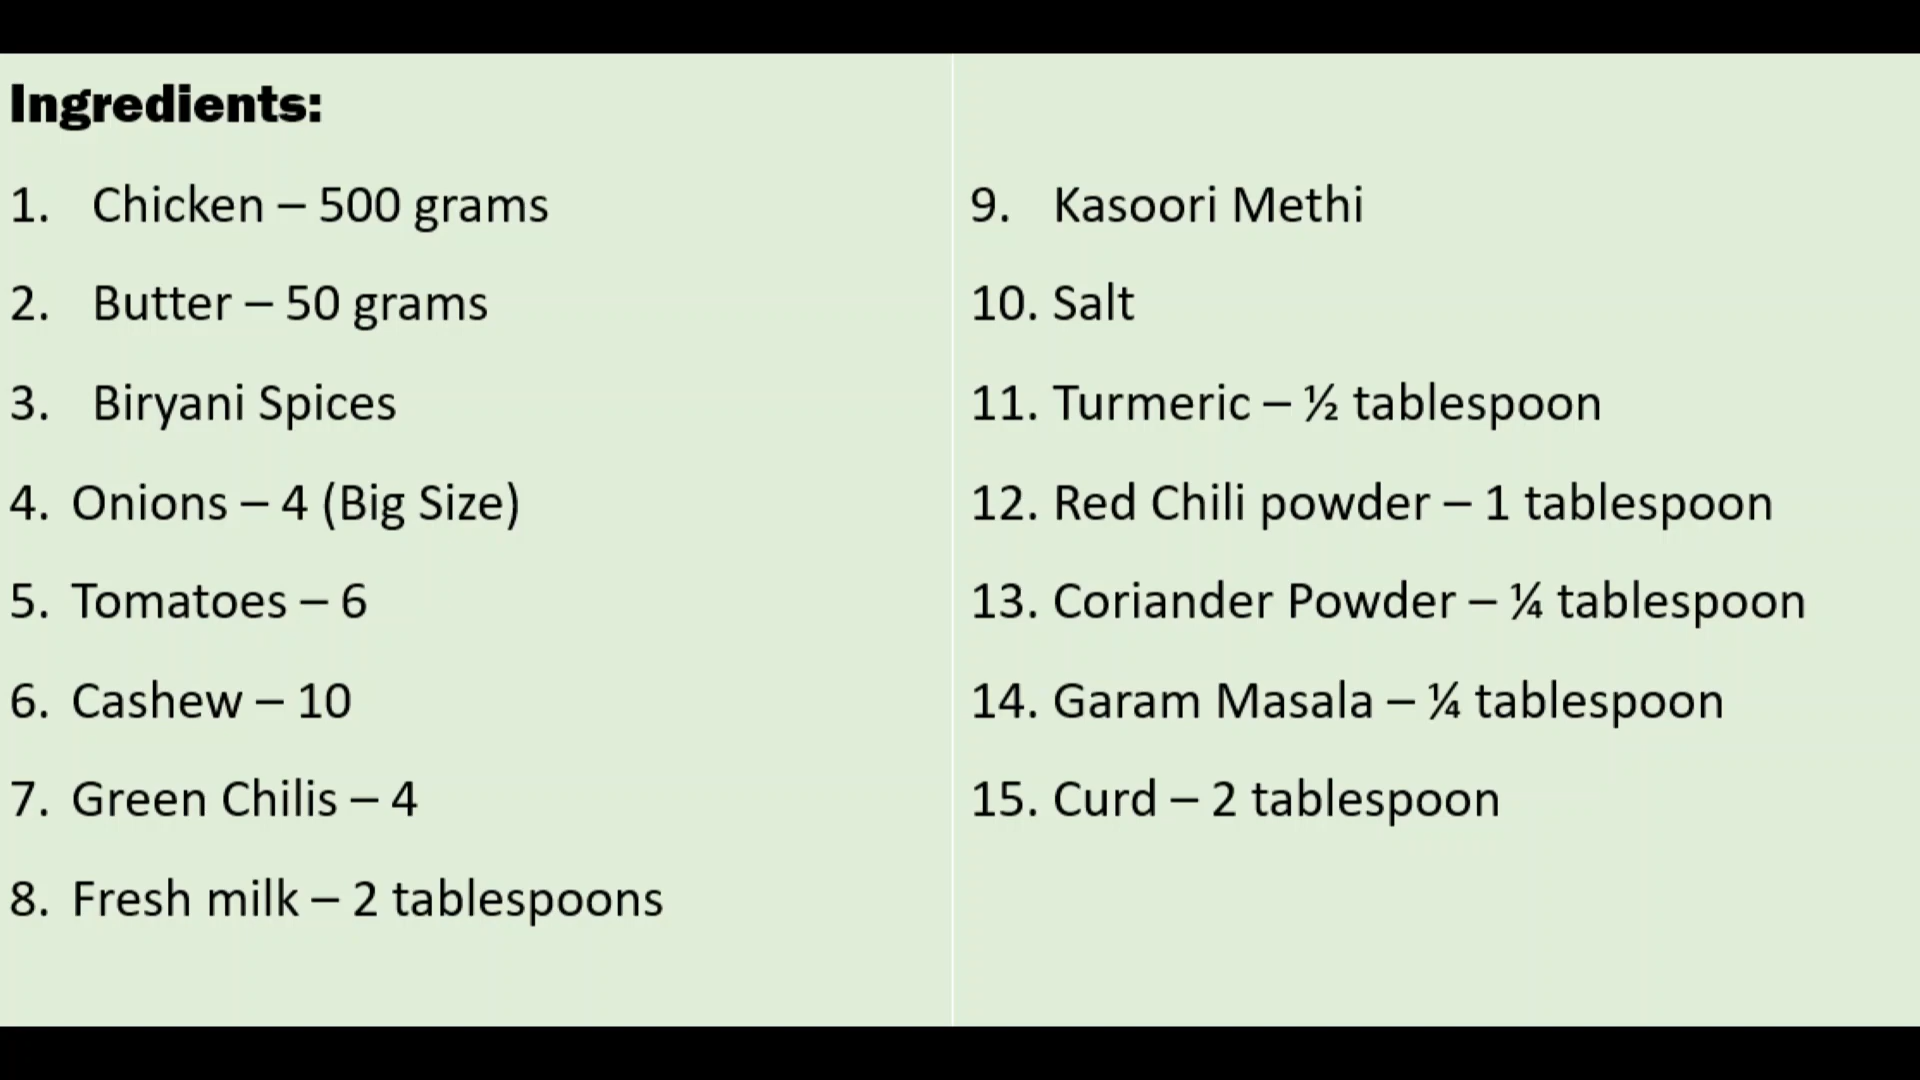 Ingredients:
1. Chicken – 500 grams
2. Butter – 50 grams
3. Biryani Spices
4. Onions – 4 (Big Size)
5. Tomatoes – 6
6. Cashew – 10
7. Green Chilis – 4
8. Fresh milk – 2 tablespoons
9. Kasoori Methi
10. Salt
11. Turmeric – ½ tablespoon
12. Red Chili powder – 1 tablespoon
13. Coriander Powder – ¼ tablespoon
14. Garam Masala – ¼ tablespoon
15. Curd – 2 tablespoon